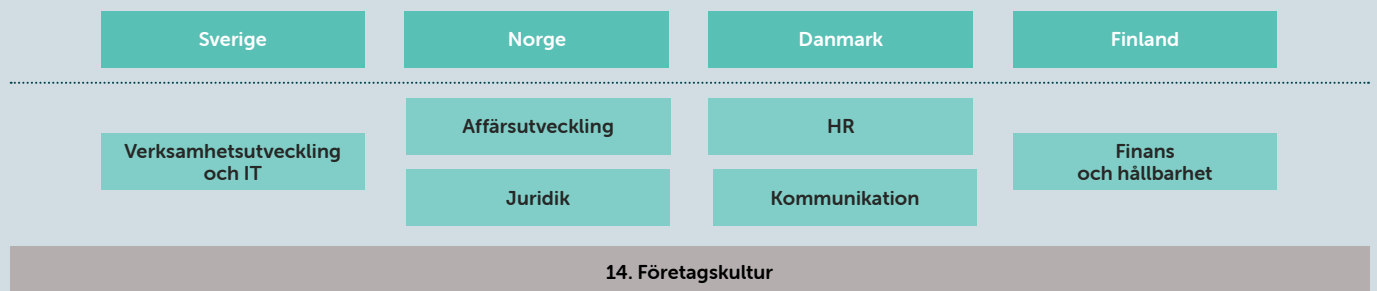 Sverige
Norge
Danmark
Finland
Affärsutveckling
HR
Verksamhetsutveckling
och IT
Finans
och hållbarhet
Juridik
Kommunikation
14. Företagskultur